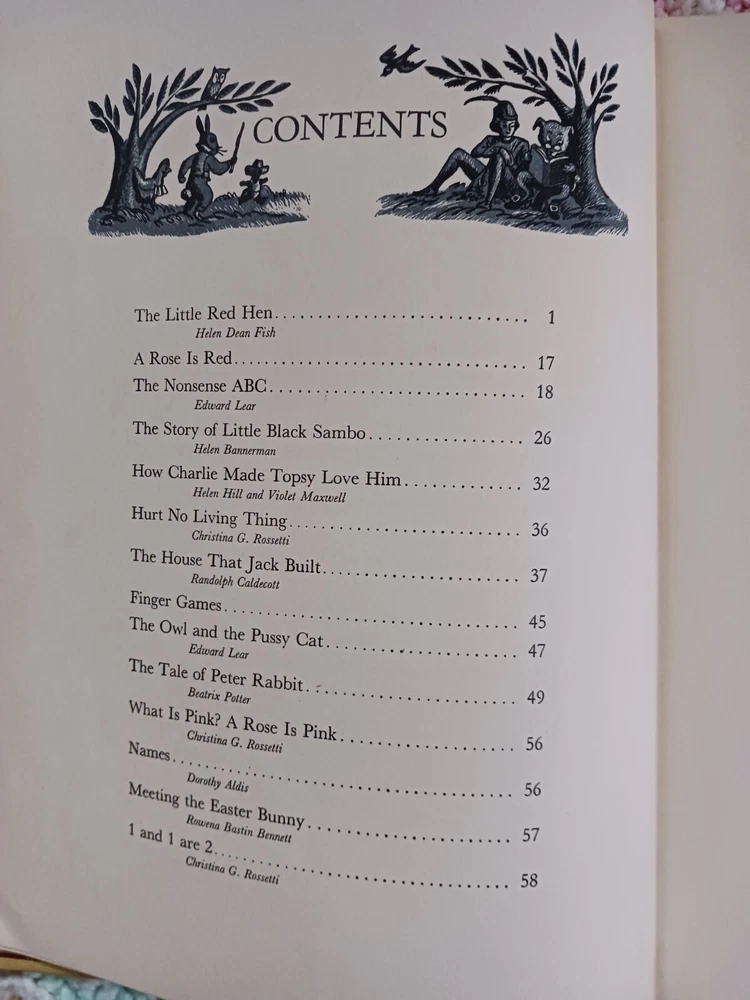 CONTENTS
The Little Red Hen............................ 1
Helen Dean Fish
A Rose Is Red................................ 17
The Nonsense ABC............................ 18
Edward Lear
The Story of Little Black Sambo................. 26
Helen Bannerman
How Charlie Made Topsy Love Him............. 32
Helen Hill and Violet Maxwell
Hurt No Living Thing......................... 36
Christina G. Rossetti
The House That Jack Built..................... 37
Randolph Caldecott
Finger Games................................ 45
The Owl and the Pussy Cat..................... 47
Edward Lear
The Tale of Peter Rabbit....................... 49
Beatrix Potter
What Is Pink? A Rose Is Pink................... 56
Christina G. Rossetti
Names..................................... 56
Dorothy Aldis
Meeting the Easter Bunny...................... 57
Rowena Bastin Bennett
1 and 1 are 2................................ 58
Christina G. Rossetti